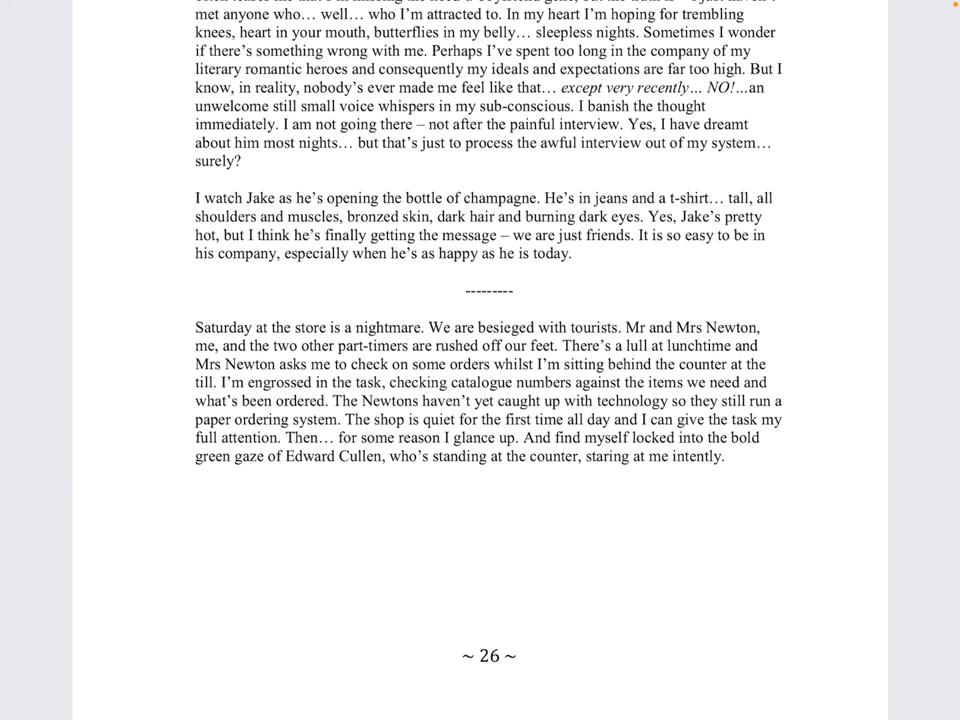 met anyone who… well… who I'm attracted to. In my heart I'm hoping for trembling
knees, heart in your mouth, butterflies in my belly… sleepless nights. Sometimes I wonder
if there's something wrong with me. Perhaps I've spent too long in the company of my
literary romantic heroes and consequently my ideals and expectations are far too high. But I
know, in reality, nobody's ever made me feel like that… except very recently… NO!…an
unwelcome still small voice whispers in my sub-conscious. I banish the thought
immediately. I am not going there – not after the painful interview. Yes, I have dreamt
about him most nights… but that's just to process the awful interview out of my system…
surely?
I watch Jake as he's opening the bottle of champagne. He's in jeans and a t-shirt… tall, all
shoulders and muscles, bronzed skin, dark hair and burning dark eyes. Yes, Jake's pretty
hot, but I think he's finally getting the message – we are just friends. It is so easy to be in
his company, especially when he's as happy as he is today.
---------
Saturday at the store is a nightmare. We are besieged with tourists. Mr and Mrs Newton,
me, and the two other part-timers are rushed off our feet. There's a lull at lunchtime and
Mrs Newton asks me to check on some orders whilst I'm sitting behind the counter at the
till. I'm engrossed in the task, checking catalogue numbers against the items we need and
what's been ordered. The Newtons haven't yet caught up with technology so they still run a
paper ordering system. The shop is quiet for the first time all day and I can give the task my
full attention. Then… for some reason I glance up. And find myself locked into the bold
green gaze of Edward Cullen, who's standing at the counter, staring at me intently.
~ 26 ~